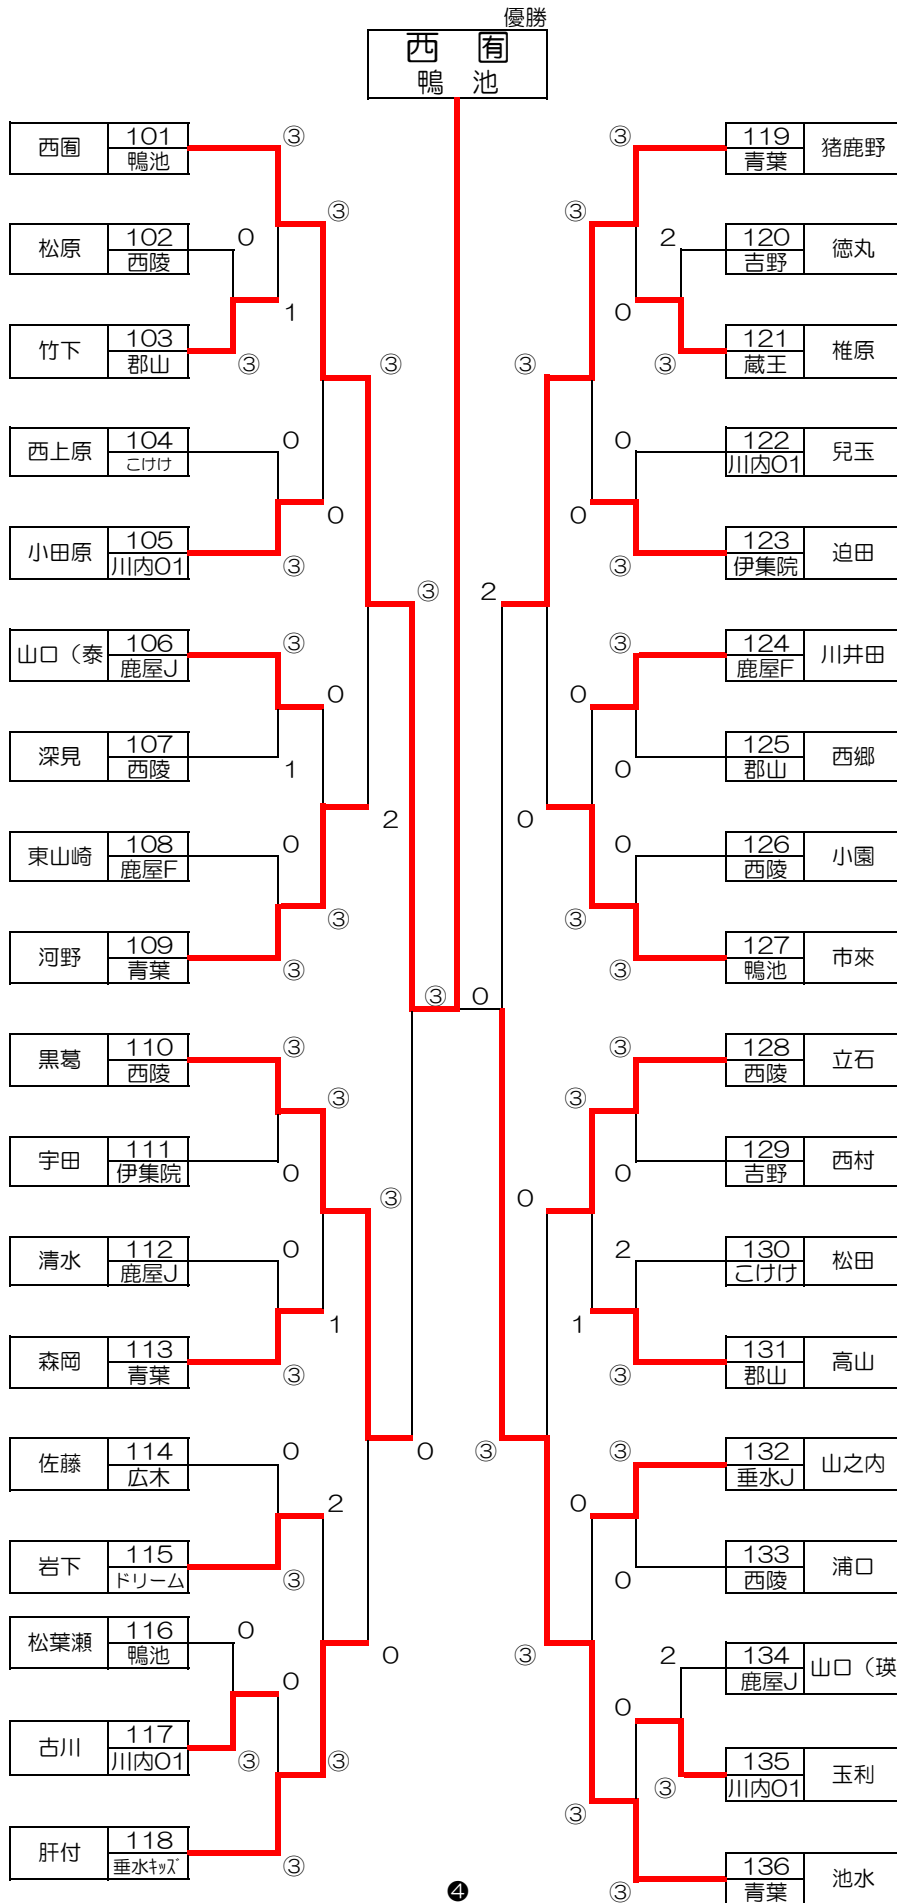 優勝
西 囿
鴨 池
西囿 101 鴨池
③
③
松原 102 西陵
0
1
竹下 103 郡山
③
③
西上原 104 こけけ
0
0
小田原 105 川内01
③
③
山口（泰 106 鹿屋J
③
0
深見 107 西陵
1
2
東山崎 108 鹿屋F
0
③
河野 109 青葉
③
③
0
黒葛 110 西陵
③
③
宇田 111 伊集院
0
③
清水 112 鹿屋J
0
1
森岡 113 青葉
③
0
佐藤 114 広木
0
2
岩下 115 ドリーム
③
松葉瀬 116 鴨池
0
0
0
古川 117 川内01
③
③
肝付 118 垂水キッズ
③
③
119 青葉 猪鹿野
③
2
120 吉野 徳丸
0
121 蔵王 椎原
③
③
0
122 川内01 兒玉
0
123 伊集院 迫田
③
2
③
124 鹿屋F 川井田
0
125 郡山 西郷
0
0
0
126 西陵 小園
③
127 鴨池 市來
③
③
128 西陵 立石
③
129 吉野 西村
0
0
2
130 こけけ 松田
1
131 郡山 高山
③
③
③
132 垂水J 山之内
0
133 西陵 浦口
0
③
2
134 鹿屋J 山口（瑛
0
135 川内01 玉利
③
③
136 青葉 池水
③
❹